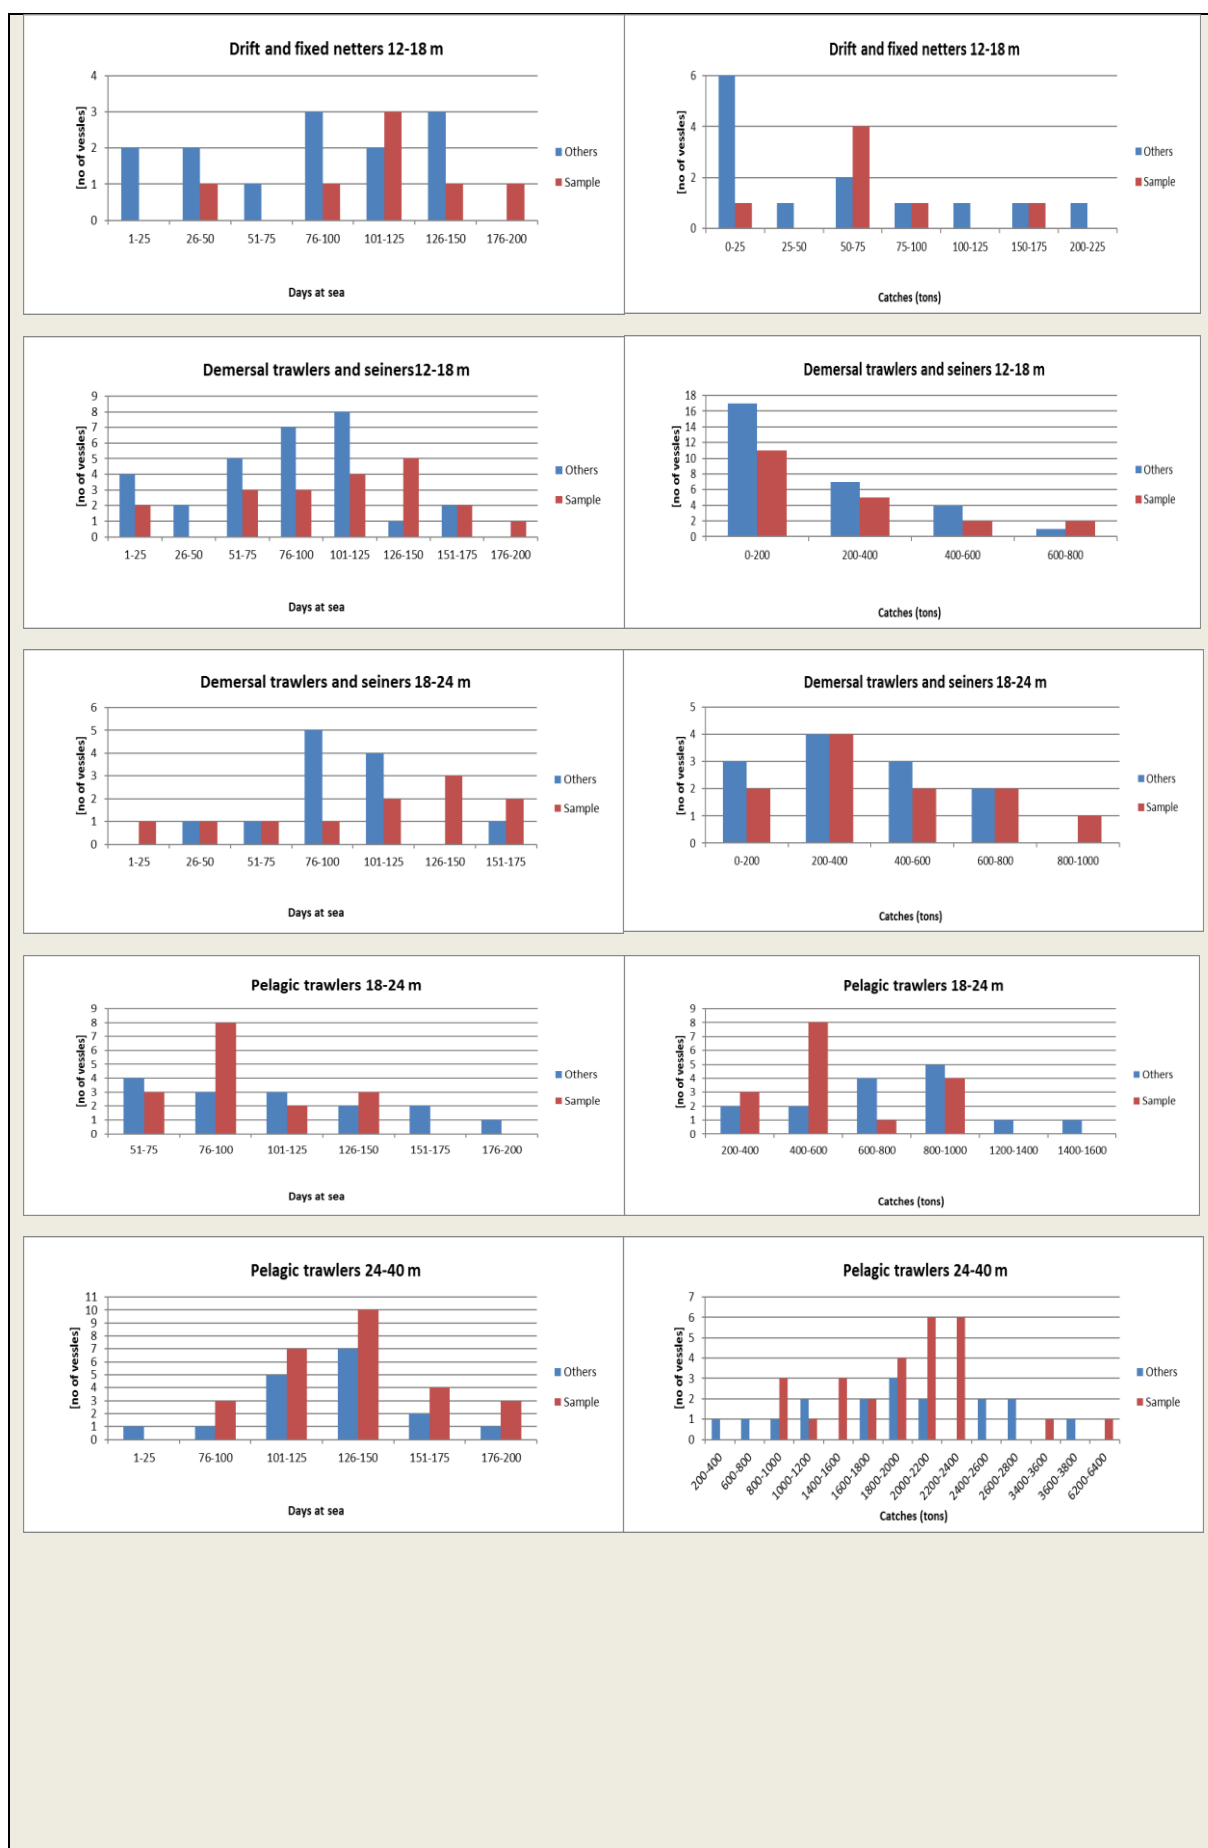 Drift and fixed netters 12-18 m
[no of vessles]
4
3
2
1
0
1-25 26-50 51-75 76-100 101-125 126-150 176-200
Days at sea
Others
Sample
Drift and fixed netters 12-18 m
[no of vessles]
6
4
2
0
0-25 25-50 50-75 75-100 100-125 150-175 200-225
Catches (tons)
Others
Sample
Demersal trawlers and seiners12-18 m
[no of vessles]
9
8
7
6
5
4
3
2
1
0
1-25 26-50 51-75 76-100 101-125 126-150 151-175 176-200
Days at sea
Others
Sample
Demersal trawlers and seiners 12-18 m
[no of vessles]
18
16
14
12
10
8
6
4
2
0
0-200 200-400 400-600 600-800
Catches (tons)
Others
Sample
Demersal trawlers and seiners 18-24 m
[no of vessles]
6
5
4
3
2
1
0
1-25 26-50 51-75 76-100 101-125 126-150 151-175
Days at sea
Others
Sample
Demersal trawlers and seiners 18-24 m
[no of vessles]
5
4
3
2
1
0
0-200 200-400 400-600 600-800 800-1000
Catches (tons)
Others
Sample
Pelagic trawlers 18-24 m
[no of vessles]
9
8
7
6
5
4
3
2
1
0
51-75 76-100 101-125 126-150 151-175 176-200
Days at sea
Others
Sample
Pelagic trawlers 18-24 m
[no of vessles]
9
8
7
6
5
4
3
2
1
0
200-400 400-600 600-800 800-1000 1200-1400 1400-1600
Catches (tons)
Others
Sample
Pelagic trawlers 24-40 m
[no of vessles]
11
10
9
8
7
6
5
4
3
2
1
0
1-25 76-100 101-125 126-150 151-175 176-200
Days at sea
Others
Sample
Pelagic trawlers 24-40 m
[no of vessles]
7
6
5
4
3
2
1
0
200-400 600-800 800-1000 1000-1200 1400-1600 1600-1800 1800-2000 2000-2200 2200-2400 2400-2600 2600-2800 3400-3600 3600-3800 6200-6400
Catches (tons)
Others
Sample